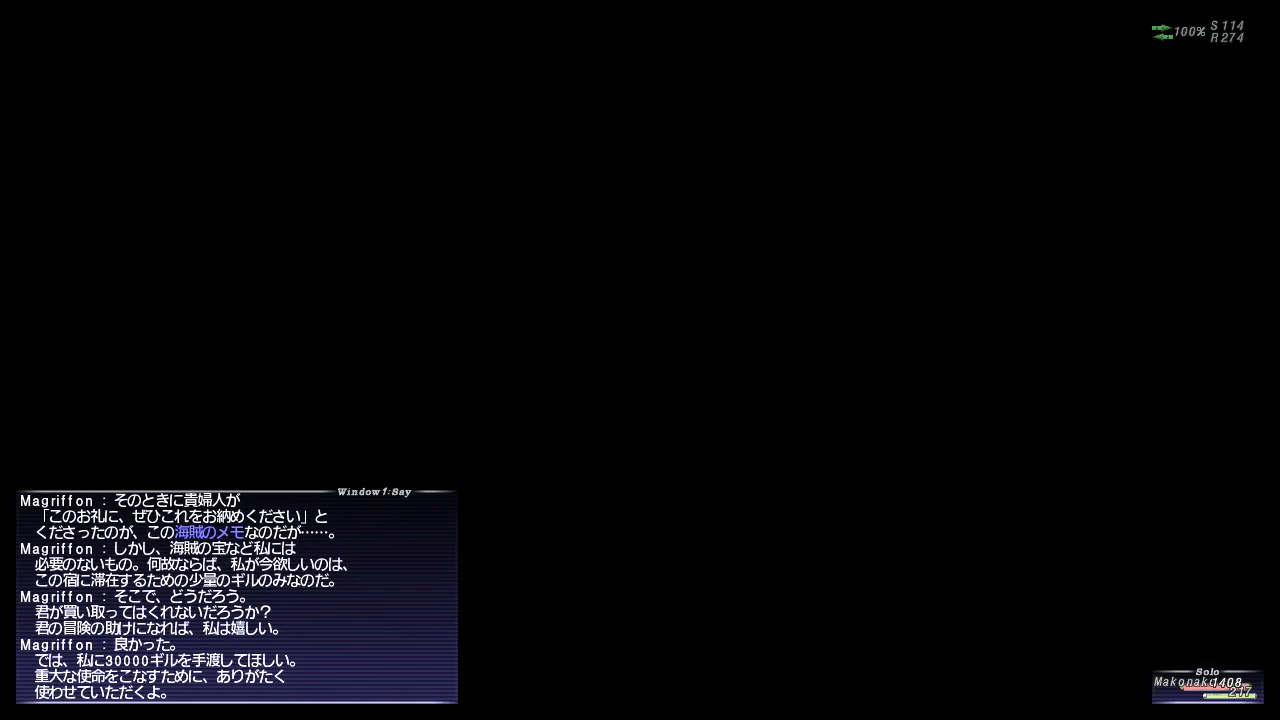 100% S 114
R 274
Window1:Say
Magriffon : そのときに貴婦人が
「このお礼に、ぜひこれをお納めください」と
くださったのが、この海賊のメモなのだが……。
Magriffon : しかし、海賊の宝など私には
必要のないもの。何故ならば、私が今欲しいのは、
この宿に滞在するための少量のギルのみなのだ。
Magriffon : そこで、どうだろう。
君が買い取ってはくれないだろうか?
君の冒険の助けになれば、私は嬉しい。
Magriffon : 良かった。
では、私に30000ギルを手渡してほしい。
重大な使命をこなすために、ありがたく
使わせていただくよ。
Solo
1408
217